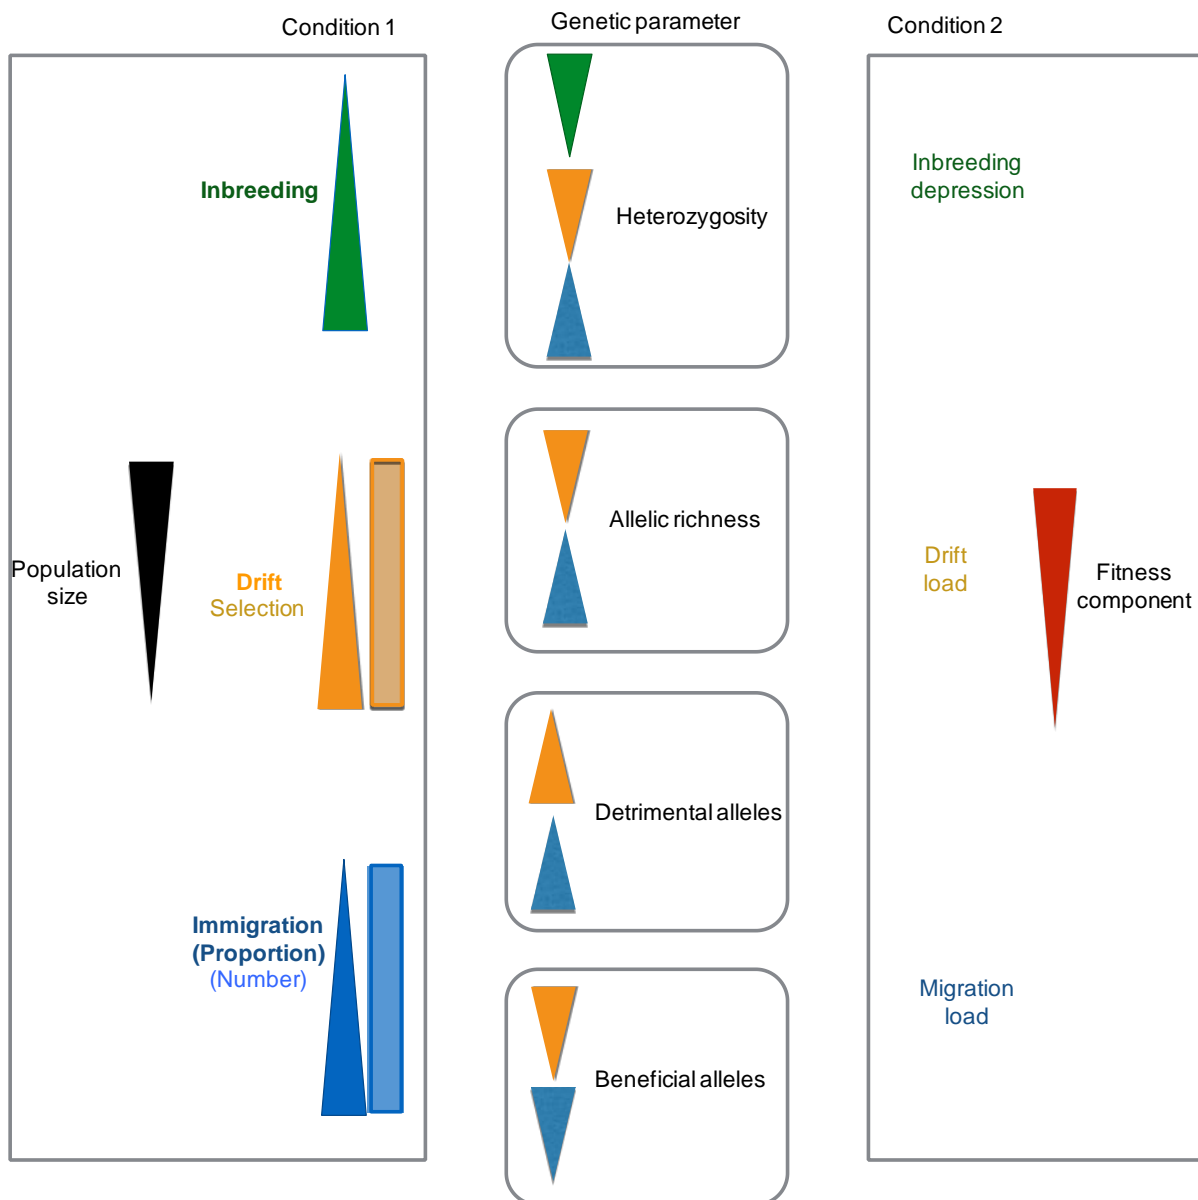 Condition 1
Genetic parameter
Condition 2
Inbreeding
Heterozygosity
Inbreeding
depression
Population
size
Drift
Selection
Allelic richness
Drift
load
Fitness
component
Detrimental alleles
Immigration
(Proportion)
(Number)
Beneficial alleles
Migration
load